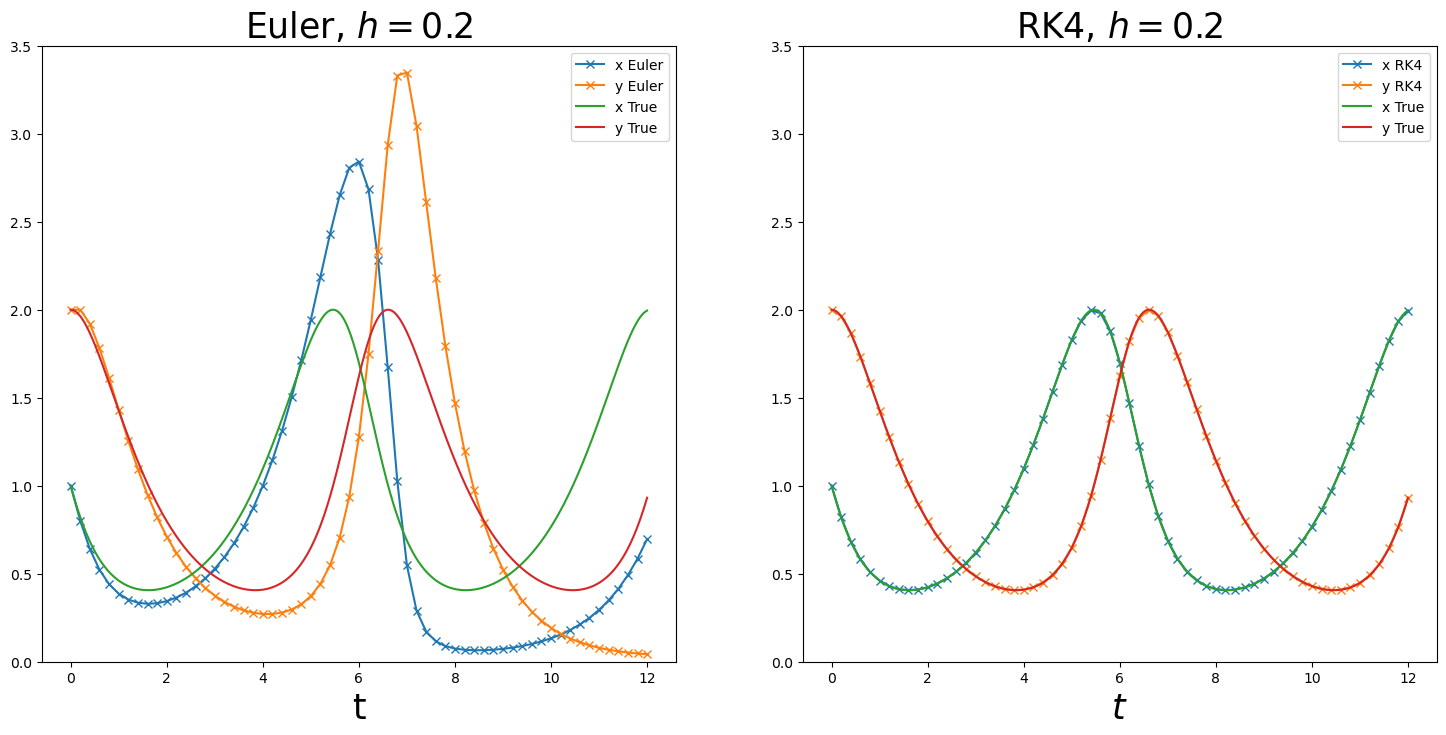 Euler, h = 0.2
3.5
3.0
2.5
2.0
1.5
1.0
0.5
0.0
0 2 4 6 8 10 12
t
x Euler
y Euler
x True
y True
RK4, h = 0.2
3.5
3.0
2.5
2.0
1.5
1.0
0.5
0.0
0 2 4 6 8 10 12
t
x RK4
y RK4
x True
y True